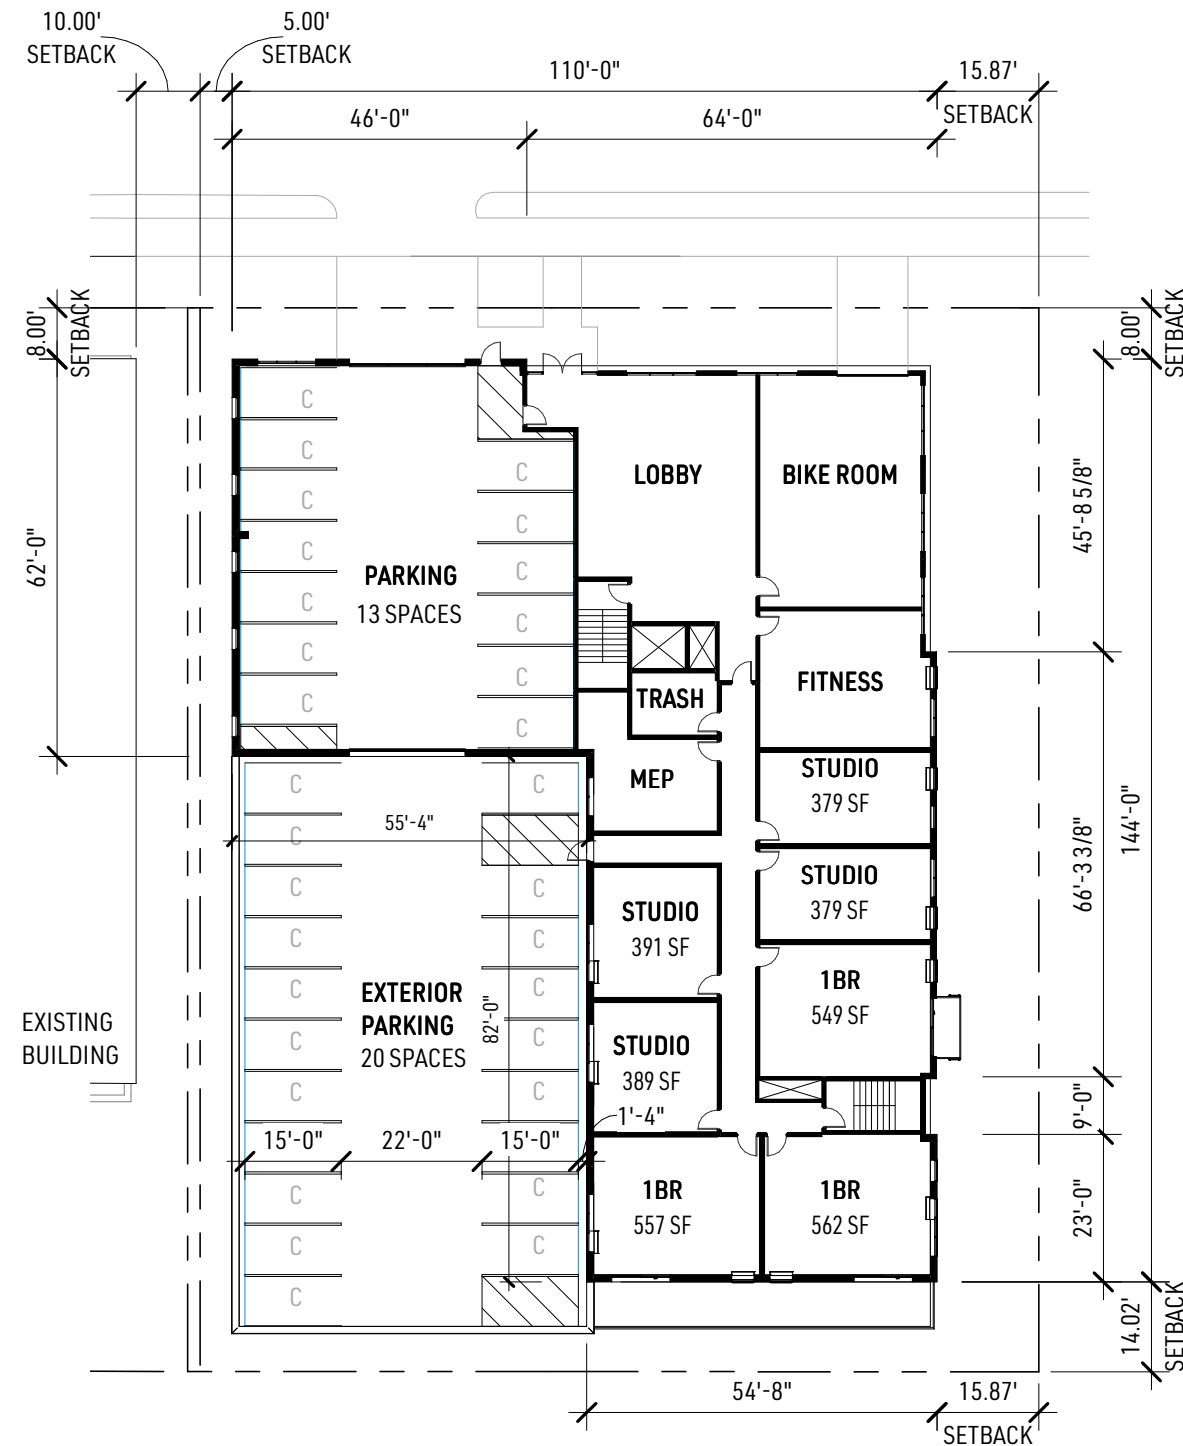 10.00'
SETBACK
5.00'
SETBACK
110'-0"
15.87'
SETBACK
46'-0"
64'-0"
8.00'
SETBACK
8.00'
SETBACK
C
C
C
C
C
C
C
C
C
C
C
C
C
LOBBY
BIKE ROOM
45'-8 5/8"
62'-0"
PARKING
13 SPACES
TRASH
FITNESS
MEP
STUDIO
379 SF
C
C
C
55'-4"
144'-0"
66'-3 3/8"
STUDIO
379 SF
STUDIO
391 SF
C
C
C
C
C
C
C
C
C
C
C
C
EXTERIOR
PARKING
20 SPACES
82'-0"
1BR
549 SF
EXISTING
BUILDING
STUDIO
389 SF
1'-4"
9'-0"
15'-0"
22'-0"
15'-0"
C
C
C
C
C
1BR
557 SF
1BR
562 SF
23'-0"
14.02'
SETBACK
54'-8"
15.87'
SETBACK